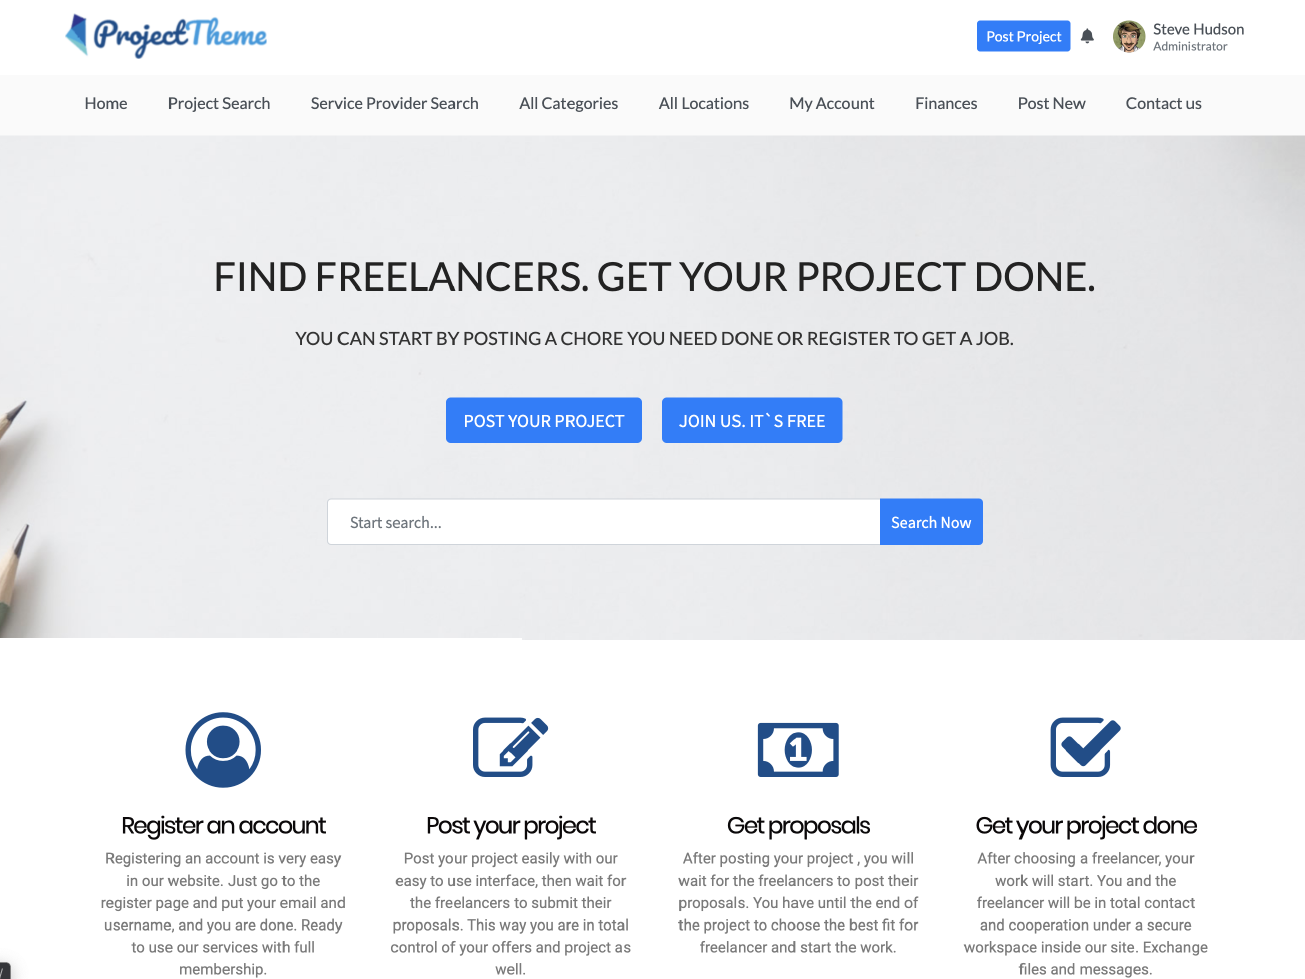 ProjectTheme
Post Project
Steve Hudson
Administrator
Home Project Search Service Provider Search All Categories All Locations My Account Finances Post New Contact us
FIND FREELANCERS. GET YOUR PROJECT DONE.
YOU CAN START BY POSTING A CHORE YOU NEED DONE OR REGISTER TO GET A JOB.
POST YOUR PROJECT JOIN US. IT`S FREE
Start search... Search Now
1
Register an account
Registering an account is very easy
in our website. Just go to the
register page and put your email and
username, and you are done. Ready
to use our services with full
membership.
Post your project
Post your project easily with our
easy to use interface, then wait for
the freelancers to submit their
proposals. This way you are in total
control of your offers and project as
well.
Get proposals
After posting your project , you will
wait for the freelancers to post their
proposals. You have until the end of
the project to choose the best fit for
freelancer and start the work.
Get your project done
After choosing a freelancer, your
work will start. You and the
freelancer will be in total contact
and cooperation under a secure
workspace inside our site. Exchange
files and messages.